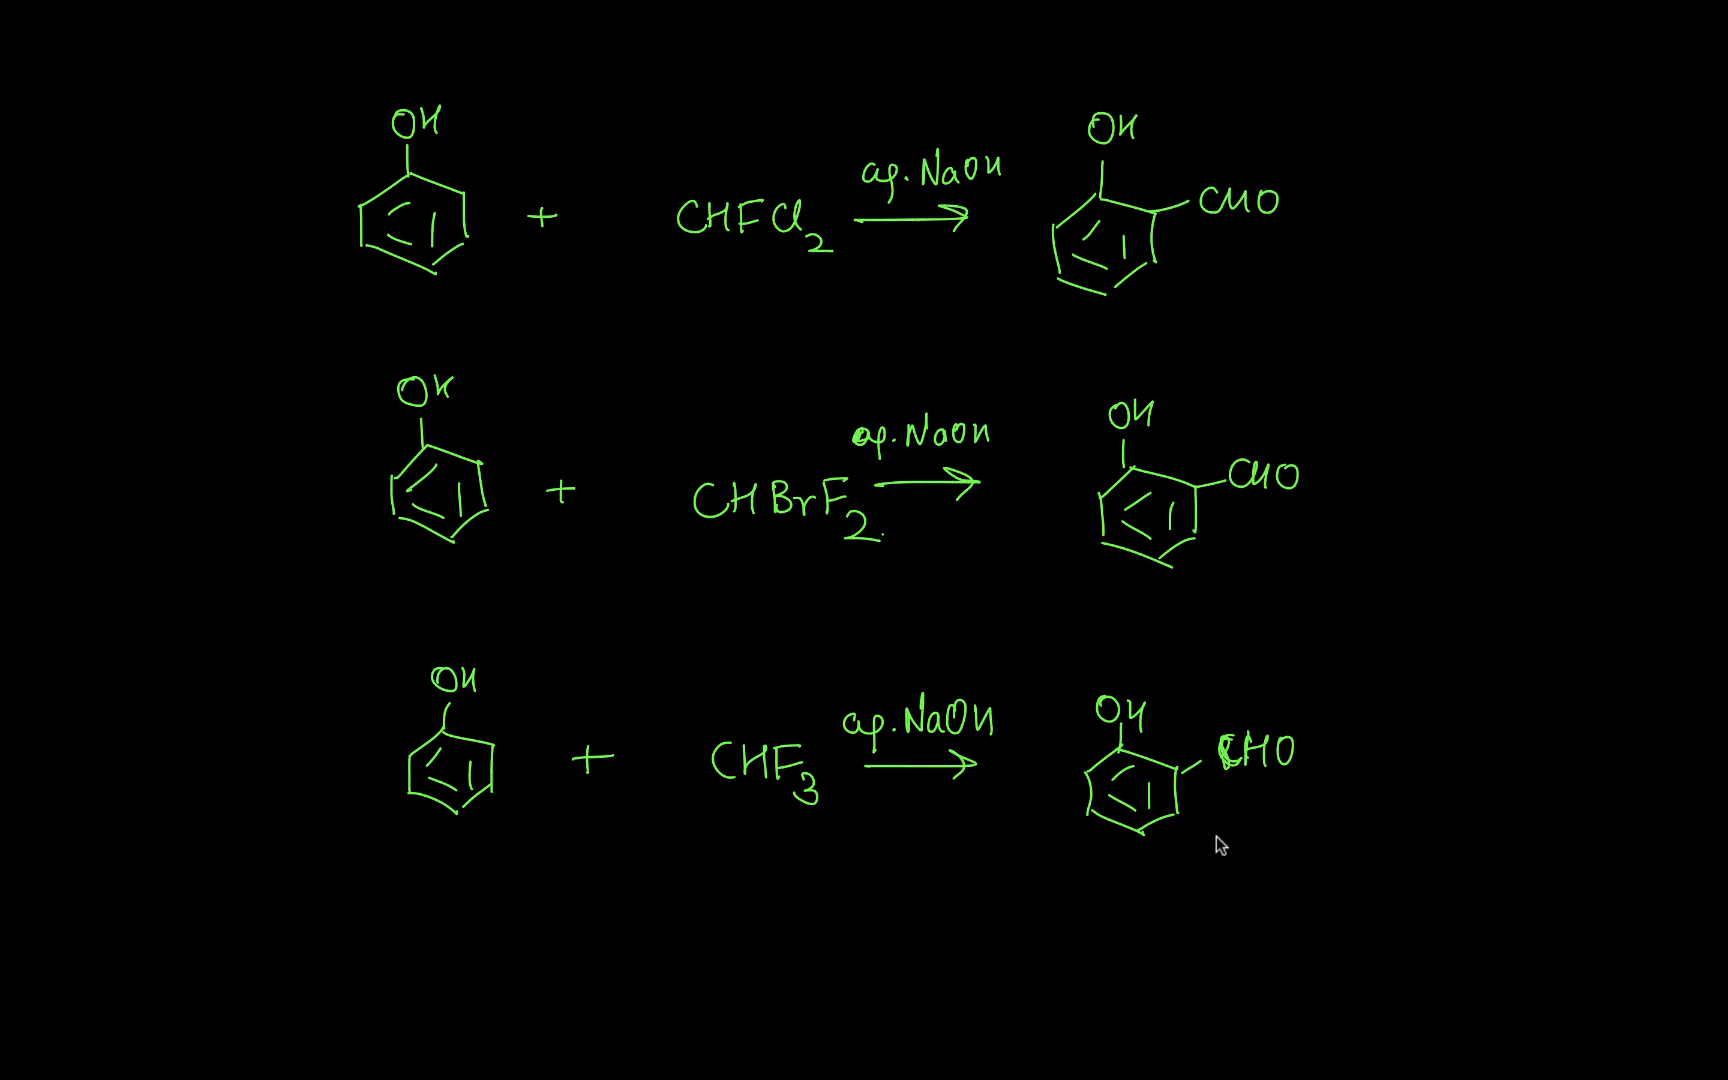 OH
+ CHFCl2 aq. NaOH OH CHO
OH
+ CHBrF2. aq. NaOH OH CHO
OH
+ CHF3 aq. NaOH OH CHO